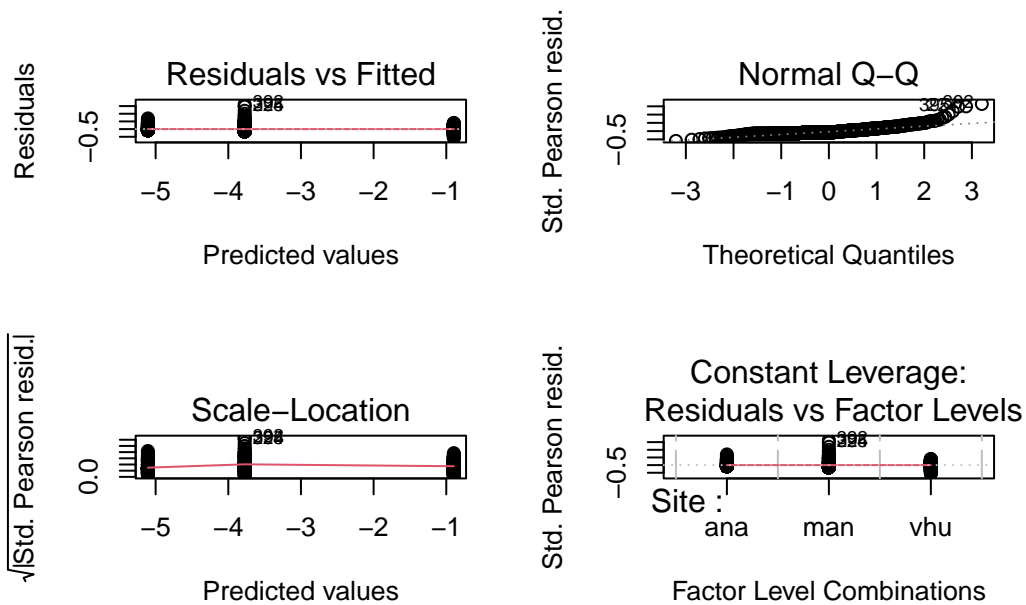 Residuals vs Fitted
Residuals
−0.5
−5 −4 −3 −2 −1
Predicted values
Normal Q−Q
Std. Pearson resid.
−0.5
−3 −1 0 1 2 3
Theoretical Quantiles
Scale−Location
√|Std. Pearson resid.|
0.0
−5 −4 −3 −2 −1
Predicted values
Constant Leverage:
Residuals vs Factor Levels
Std. Pearson resid.
−0.5
Site :
ana man vhu
Factor Level Combinations